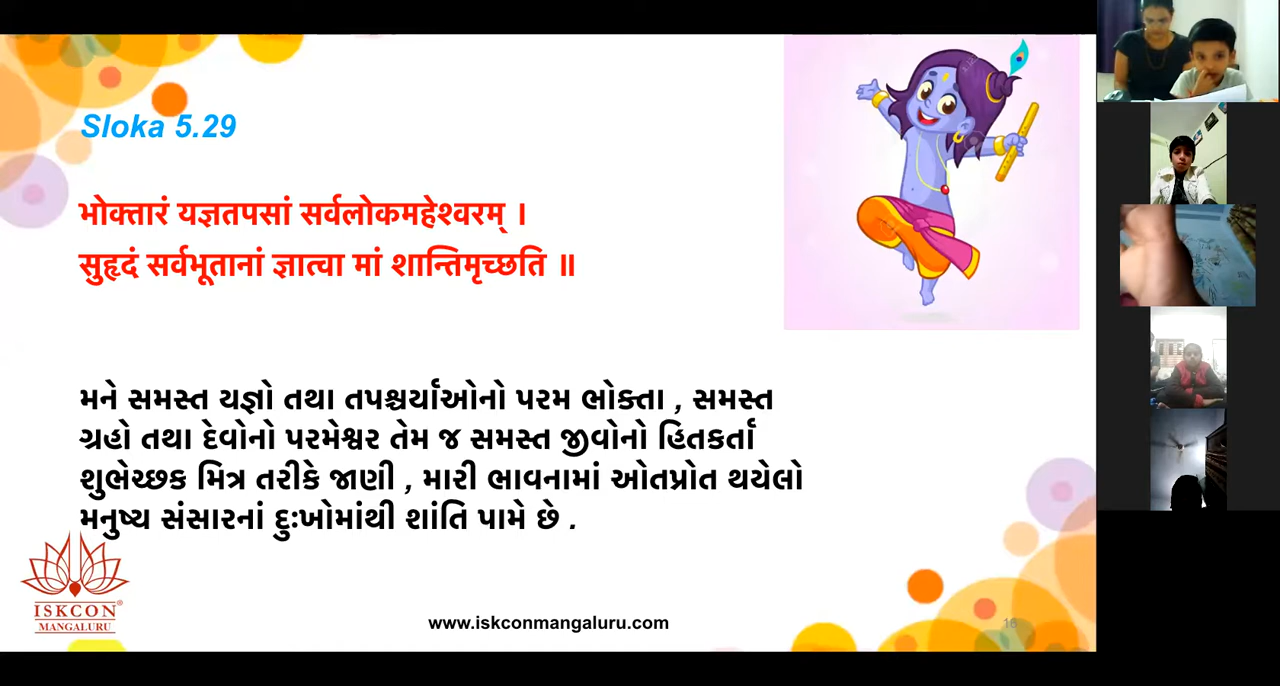 Sloka 5.29
भोक्तारं यज्ञतपसां सर्वलोकमहेश्वरम् ।
सुहृदं सर्वभूतानां ज्ञात्वा मां शान्तिमृच्छति ॥
મને સમસ્ત યજ્ઞો તથા તપશ્ચર્યાઓનો પરમ ભોક્તા , સમસ્ત
ગ્રહો તથા દેવોનો પરમેશ્વર તેમ જ સમસ્ત જીવોનો હિતકર્તા
શુભેચ્છક મિત્ર તરીકે જાણી , મારી ભાવનામાં ઓતપ્રોત થયેલો
મનુષ્ય સંસારનાં દુઃખોમાંથી શાંતિ પામે છે .
ISKCON®
MANGALURU
www.iskconmangaluru.com
16